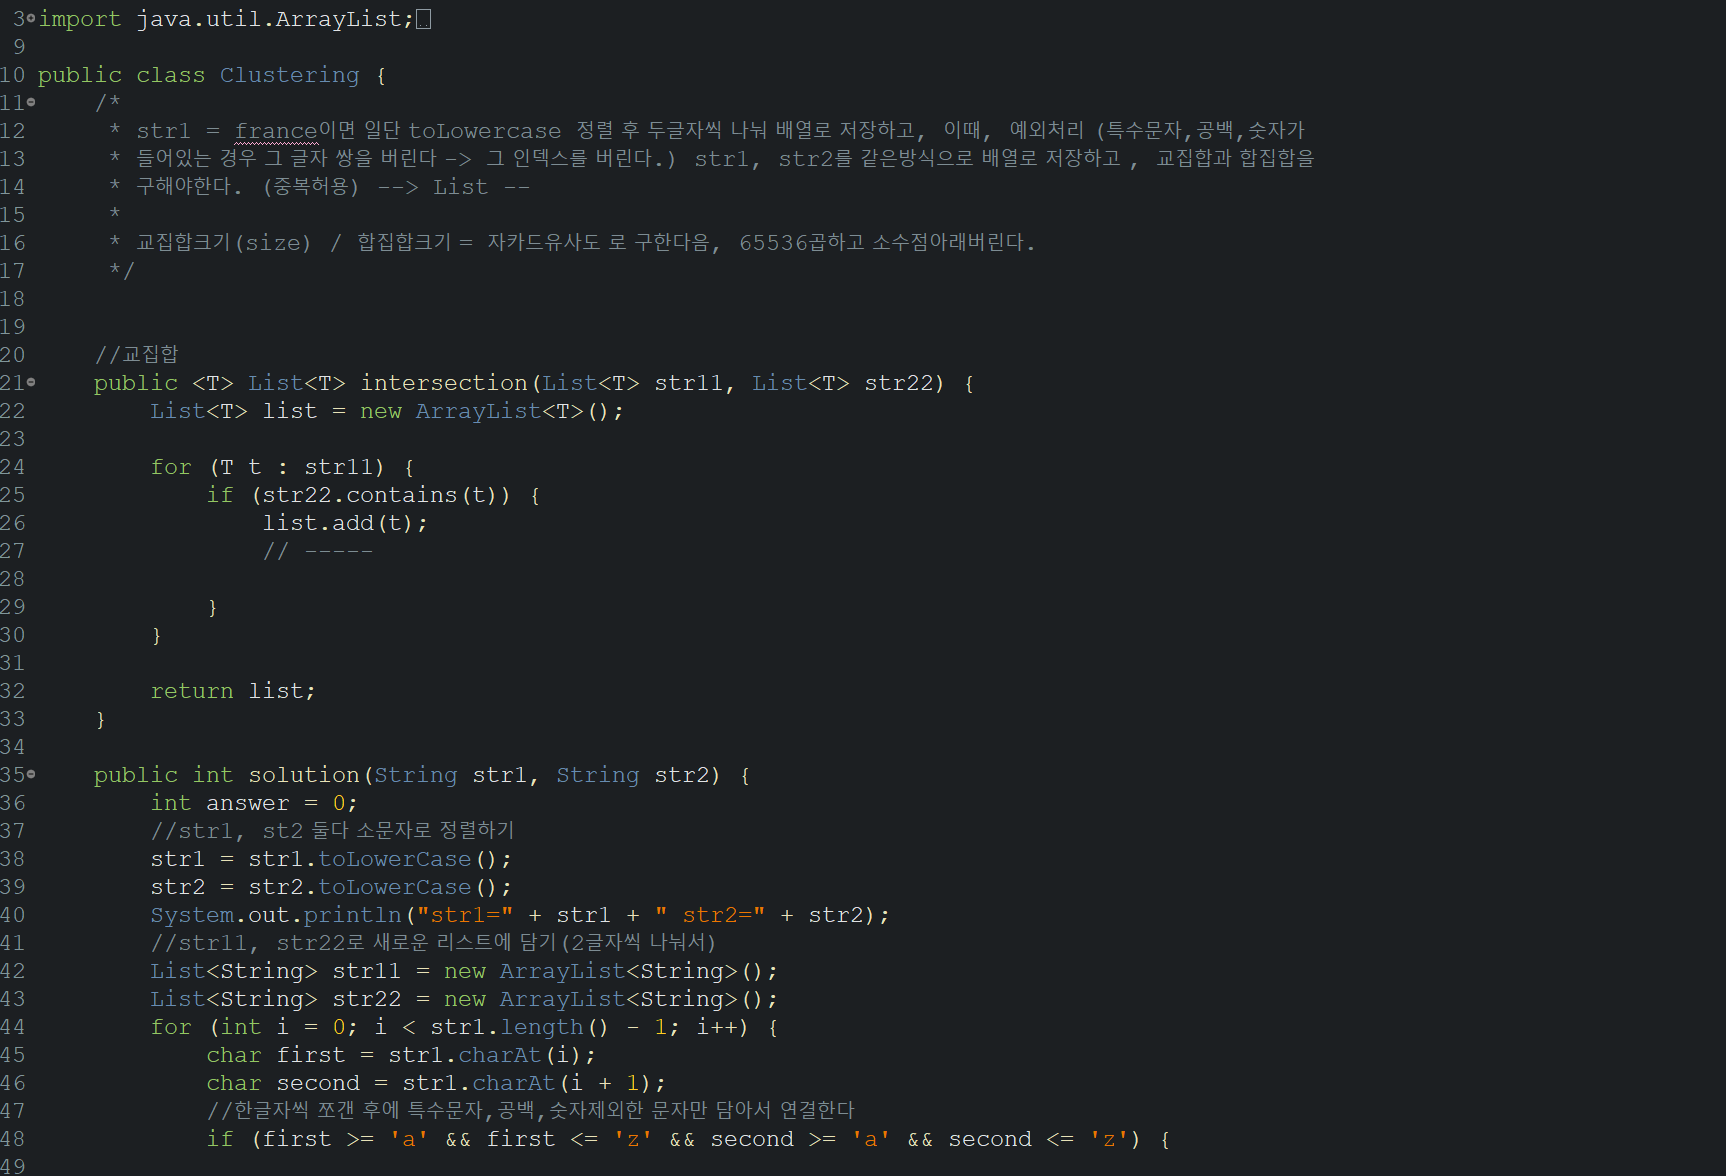 3 import java.util.ArrayList;
9
10 public class Clustering {
11     /*
12      * str1 = france이면 일단 toLowercase 정렬 후 두글자씩 나눠 배열로 저장하고, 이때, 예외처리 (특수문자,공백,숫자가
13      * 들어있는 경우 그 글자 쌍을 버린다 -> 그 인덱스를 버린다.) str1, str2를 같은방식으로 배열로 저장하고 , 교집합과 합집합을
14      * 구해야한다. (중복허용) --> List --
15      *
16      * 교집합크기(size) / 합집합크기 = 자카드유사도 로 구한다음, 65536곱하고 소수점아래버린다.
17      */
18
19
20     //교집합
21     public <T> List<T> intersection(List<T> str11, List<T> str22) {
22         List<T> list = new ArrayList<T>();
23
24         for (T t : str11) {
25             if (str22.contains(t)) {
26                 list.add(t);
27                 // -----
28
29             }
30         }
31
32         return list;
33     }
34
35     public int solution(String str1, String str2) {
36         int answer = 0;
37         //str1, st2 둘다 소문자로 정렬하기
38         str1 = str1.toLowerCase();
39         str2 = str2.toLowerCase();
40         System.out.println("str1=" + str1 + " str2=" + str2);
41         //str11, str22로 새로운 리스트에 담기(2글자씩 나눠서)
42         List<String> str11 = new ArrayList<String>();
43         List<String> str22 = new ArrayList<String>();
44         for (int i = 0; i < str1.length() - 1; i++) {
45             char first = str1.charAt(i);
46             char second = str1.charAt(i + 1);
47             //한글자씩 쪼갠 후에 특수문자,공백,숫자제외한 문자만 담아서 연결한다
48             if (first >= 'a' && first <= 'z' && second >= 'a' && second <= 'z') {
49